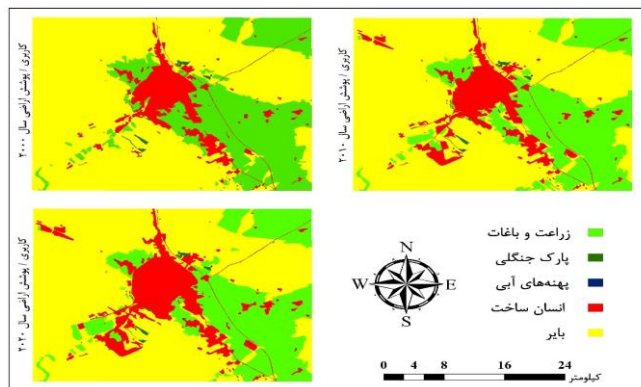 کاربری / پوشش اراضی سال ۲۰۰۰
کاربری / پوشش اراضی سال ۲۰۱۰
کاربری / پوشش اراضی سال ۲۰۲۰
N
W
E
S
زراعت و باغات
پارک جنگلی
پهنه‌های آبی
انسان ساخت
بایر
0 4 8 16 24
کیلومتر